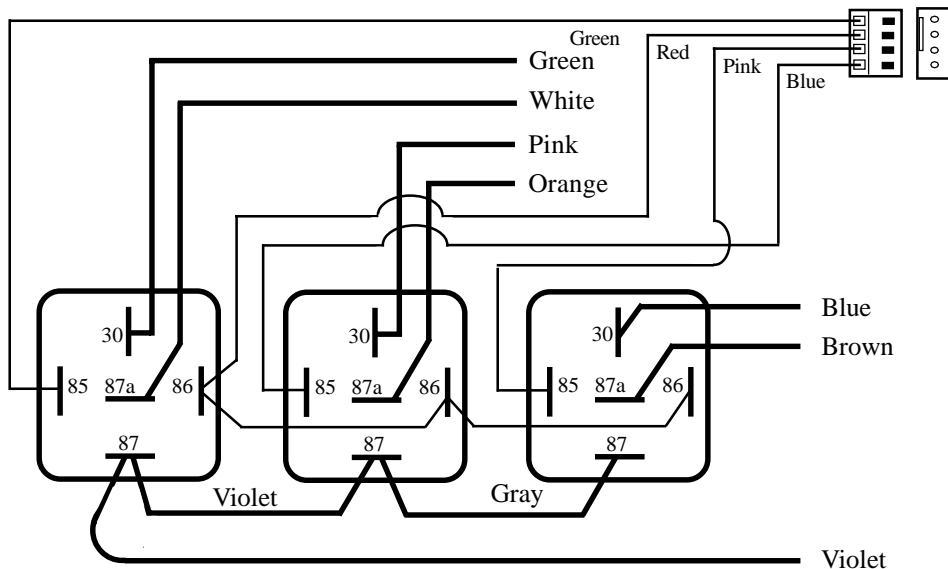 Green
Red
Pink
Blue
Green
White
Pink
Orange
30
85
87a
86
87
30
85
87a
86
87
30
85
87a
86
87
Blue
Brown
Violet
Gray
Violet